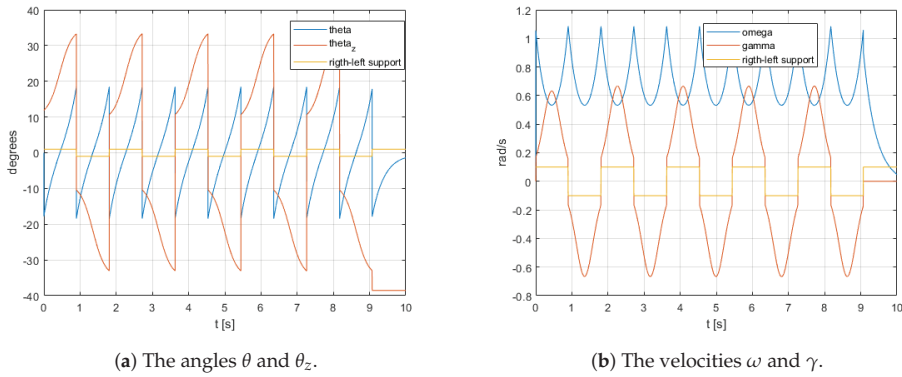 40
30
20
10
0
-10
-20
-30
-40
degrees
theta
theta_z
rigth-left support
0 1 2 3 4 5 6 7 8 9 10
t [s]
(a) The angles θ and θ_z.
1.2
1
0.8
0.6
0.4
0.2
0
-0.2
-0.4
-0.6
-0.8
rad/s
omega
gamma
rigth-left support
0 1 2 3 4 5 6 7 8 9 10
t [s]
(b) The velocities ω and γ.